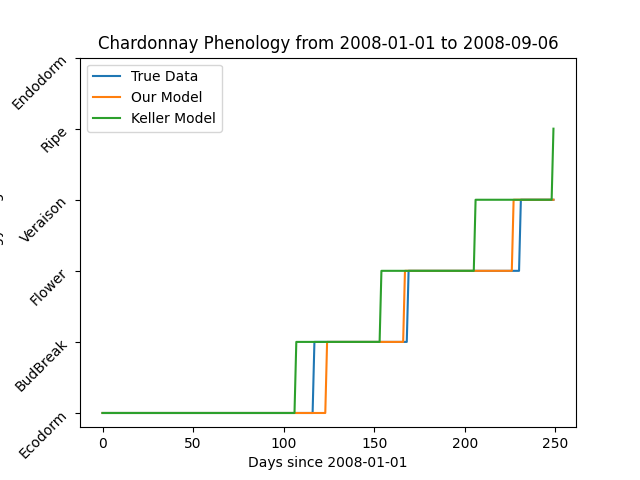 Chardonnay Phenology from 2008-01-01 to 2008-09-06
True Data
Our Model
Keller Model
Endodorm
Ripe
Veraison
Flower
BudBreak
Ecodorm
0 50 100 150 200 250
Days since 2008-01-01